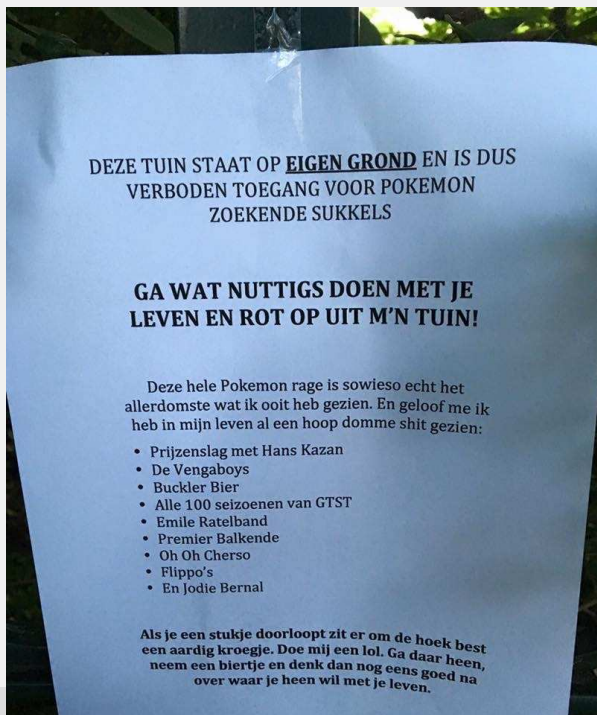 DEZE TUIN STAAT OP EIGEN GROND EN IS DUS
VERBODEN TOEGANG VOOR POKEMON
ZOEKENDE SUKKELS
GA WAT NUTTIGS DOEN MET JE
LEVEN EN ROT OP UIT M'N TUIN!
Deze hele Pokemon rage is sowieso echt het
allerdomste wat ik ooit heb gezien. En geloof me ik
heb in mijn leven al een hoop domme shit gezien:
• Prijzenslag met Hans Kazan
• De Vengaboys
• Buckler Bier
• Alle 100 seizoenen van GTST
• Emile Ratelband
• Premier Balkende
• Oh Oh Cherso
• Flippo's
• En Jodie Bernal
Als je een stukje doorloopt zit er om de hoek best
een aardig kroegje. Doe mij een lol. Ga daar heen,
neem een biertje en denk dan nog eens goed na
over waar je heen wil met je leven.